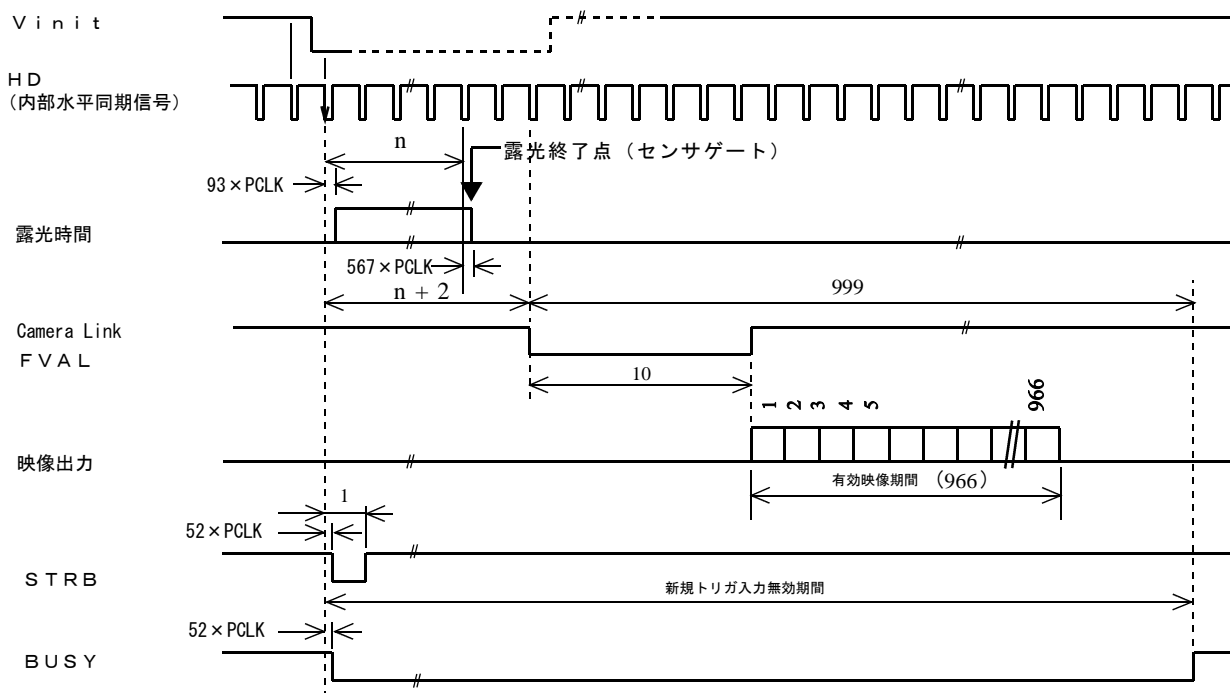 Ｖｉｎｉｔ
ＨＤ
（内部水平同期信号）
n
露光終了点（センサゲート）
93×PCLK
露光時間
567×PCLK
n + 2
999
Camera Link
ＦＶＡＬ
10
1 2 3 4 5 966
映像出力
有効映像期間 （966）
1
52×PCLK
ＳＴＲＢ
新規トリガ入力無効期間
52×PCLK
ＢＵＳＹ